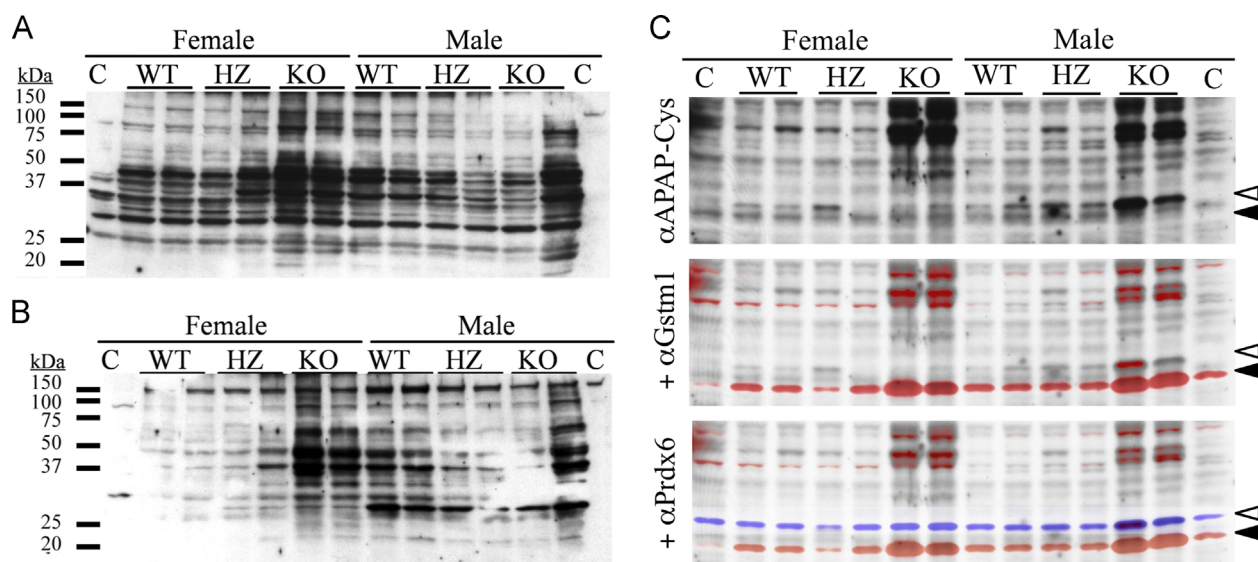 A
Female Male
kDa
C WT HZ KO WT HZ KO C
150
100
75
50
37
25
20
B
Female Male
kDa
C WT HZ KO WT HZ KO C
150
100
75
50
37
25
20
C
Female Male
C WT HZ KO WT HZ KO C
αAPAP-Cys
+ αGstm1
+ αPrdx6